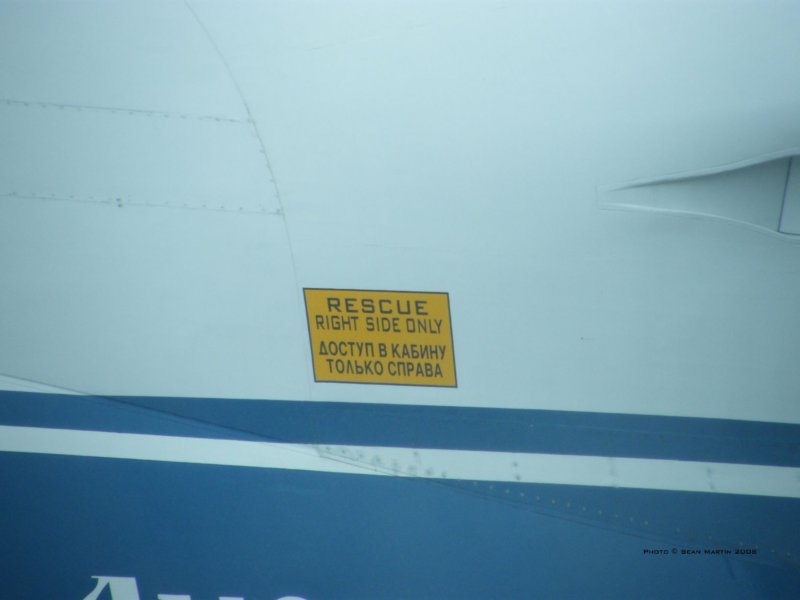 RESCUE
RIGHT SIDE ONLY
ДОСТУП В КАБИНУ
ТОЛЬКО СПРАВА
PHOTO © SEAN MARTIN 2008